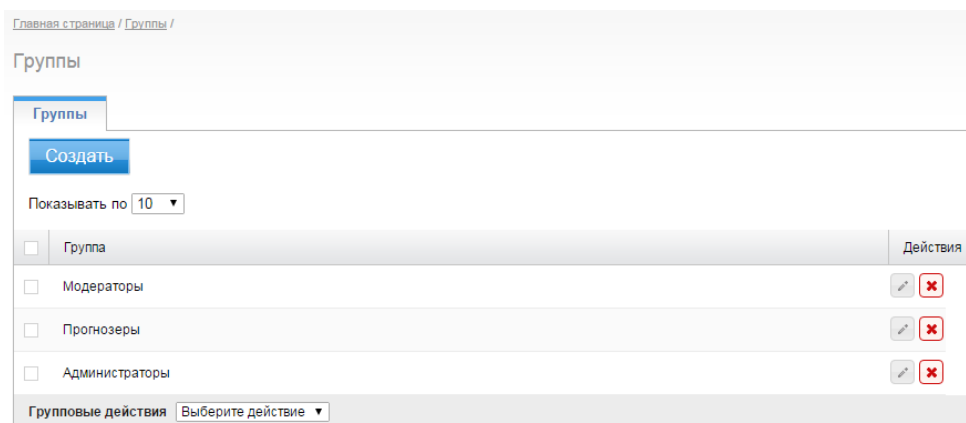 Главная страница / Группы /
Группы
Группы
Создать
Показывать по 10
Группа Действия
Модераторы
Прогнозеры
Администраторы
Групповые действия Выберите действие